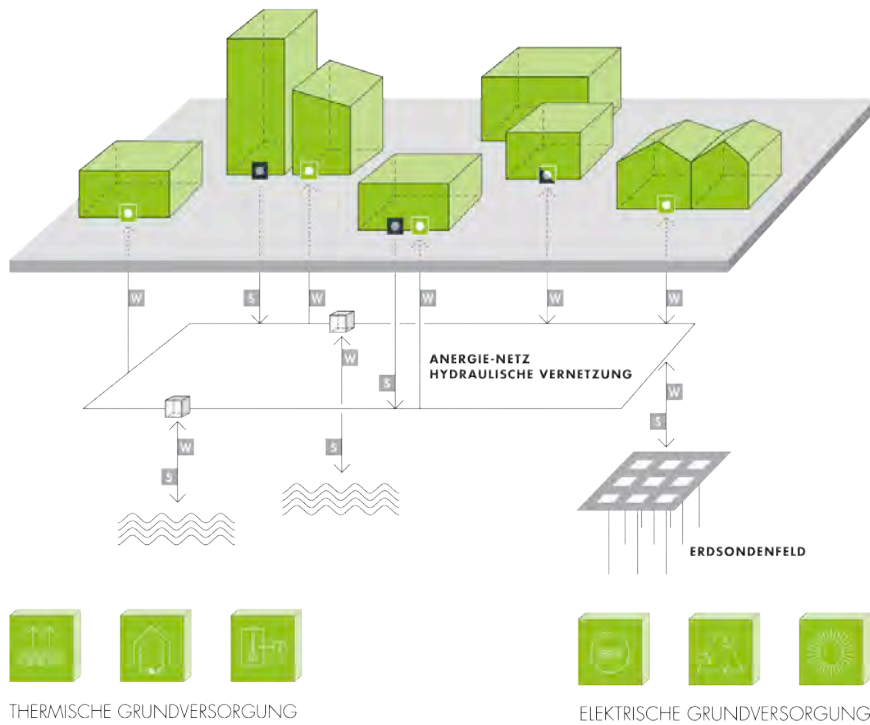 W
S
W
W
W
W
ANERGIE-NETZ
HYDRAULISCHE VERNETZUNG
W
S
W
W
S
W
S
S
ERDSONDENFELD
THERMISCHE GRUNDVERSORGUNG
ELEKTRISCHE GRUNDVERSORGUNG